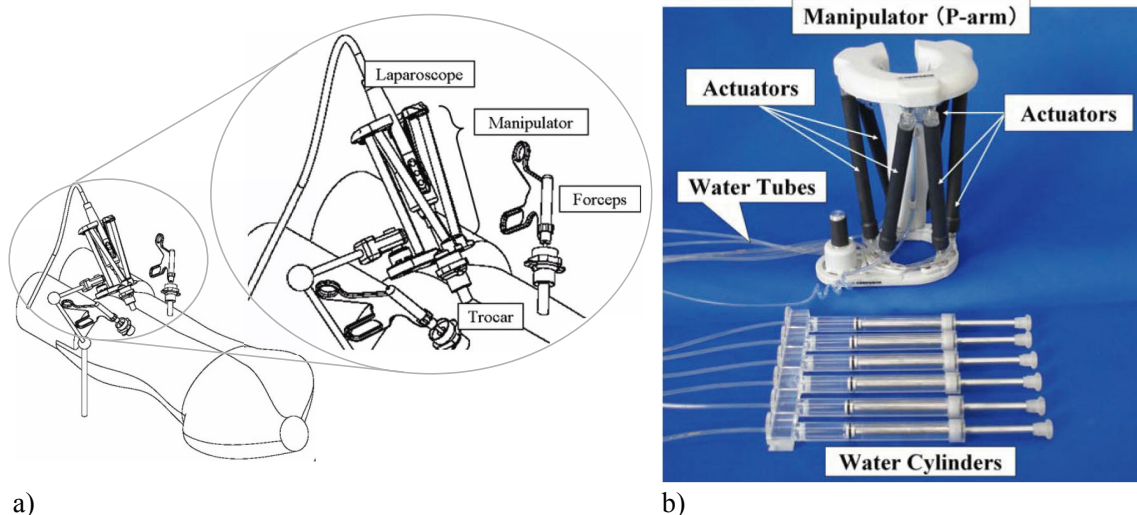 Laparoscope
Manipulator
Forceps
Trocar
a)
Manipulator (P-arm)
Actuators
Actuators
Water Tubes
Water Cylinders
b)